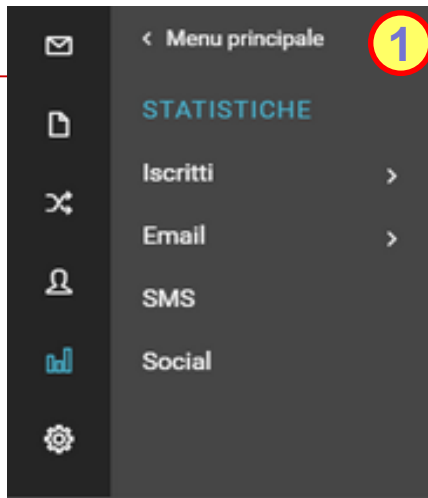 < Menu principale
1
STATISTICHE
Iscritti >
Email >
SMS
Social